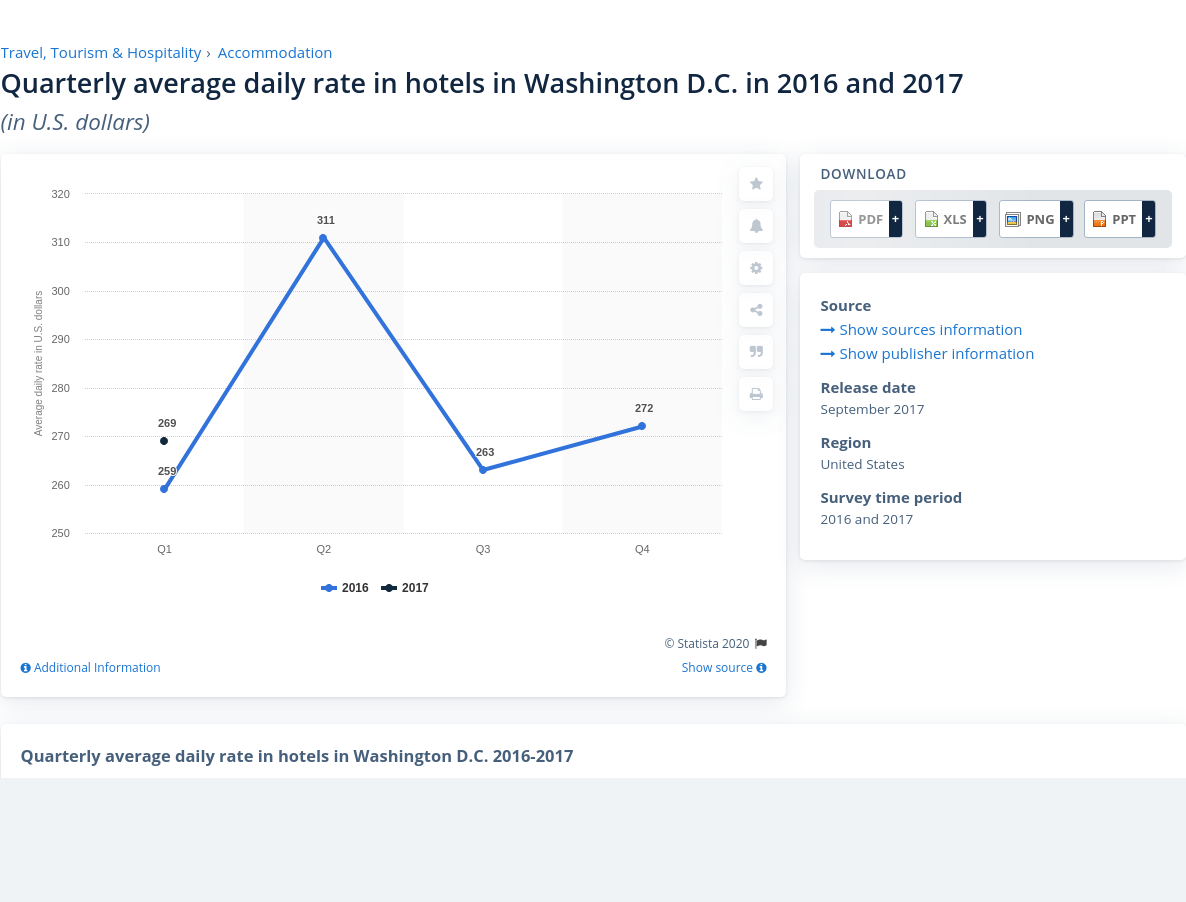 Travel, Tourism & Hospitality › Accommodation
Quarterly average daily rate in hotels in Washington D.C. in 2016 and 2017
(in U.S. dollars)
320
310
300
290
280
270
260
250
Average daily rate in U.S. dollars
311
269
259
263
272
Q1 Q2 Q3 Q4
2016 2017
© Statista 2020
Additional Information
Show source
DOWNLOAD
PDF + XLS + PNG + PPT +
Source
Show sources information
Show publisher information
Release date
September 2017
Region
United States
Survey time period
2016 and 2017
Quarterly average daily rate in hotels in Washington D.C. 2016-2017